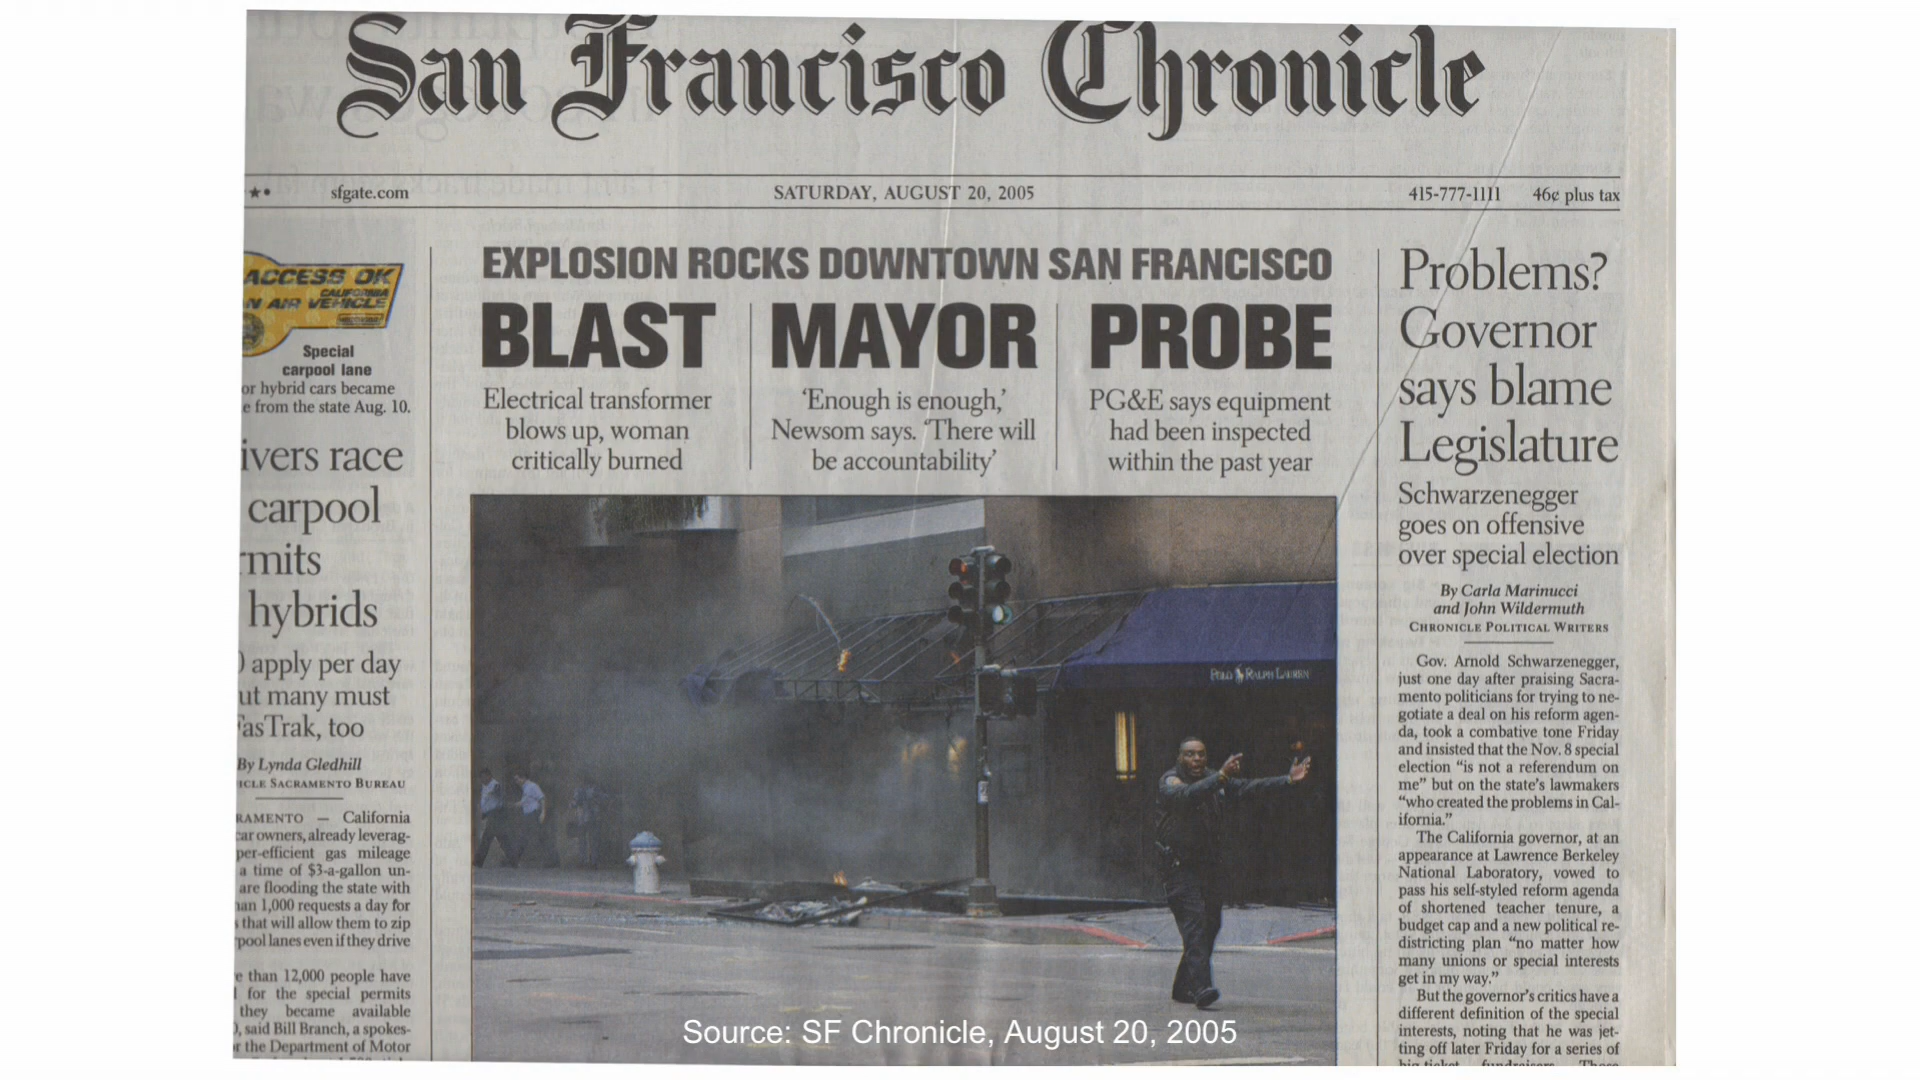 San Francisco Chronicle
sfgate.com
SATURDAY, AUGUST 20, 2005
415-777-1111
46¢ plus tax
ACCESS OK
CALIFORNIA
N AIR VEHICLE
Special
carpool lane
or hybrid cars became
e from the state Aug. 10.
ivers race
carpool
rmits
hybrids
0 apply per day
ut many must
FasTrak, too
By Lynda Gledhill
ICLE SACRAMENTO BUREAU
RAMENTO — California
car owners, already leverag-
per-efficient gas mileage
a time of $3-a-gallon un-
are flooding the state with
han 1,000 requests a day for
s that will allow them to zip
pool lanes even if they drive
e than 12,000 people have
for the special permits
they became available
), said Bill Branch, a spokes-
r the Department of Motor
EXPLOSION ROCKS DOWNTOWN SAN FRANCISCO
BLAST
Electrical transformer
blows up, woman
critically burned
MAYOR
‘Enough is enough,’
Newsom says. ‘There will
be accountability’
PROBE
PG&E says equipment
had been inspected
within the past year
POLO RALPH LAUREN
Source: SF Chronicle, August 20, 2005
Problems?
Governor
says blame
Legislature
Schwarzenegger
goes on offensive
over special election
By Carla Marinucci
and John Wildermuth
CHRONICLE POLITICAL WRITERS
Gov. Arnold Schwarzenegger,
just one day after praising Sacra-
mento politicians for trying to ne-
gotiate a deal on his reform agen-
da, took a combative tone Friday
and insisted that the Nov. 8 special
election “is not a referendum on
me” but on the state’s lawmakers
“who created the problems in Cal-
ifornia.”
The California governor, at an
appearance at Lawrence Berkeley
National Laboratory, vowed to
pass his self-styled reform agenda
of shortened teacher tenure, a
budget cap and a new political re-
districting plan “no matter how
many unions or special interests
get in my way.”
But the governor’s critics have a
different definition of the special
interests, noting that he was jet-
ting off later Friday for a series of
big-ticket fundraisers. These